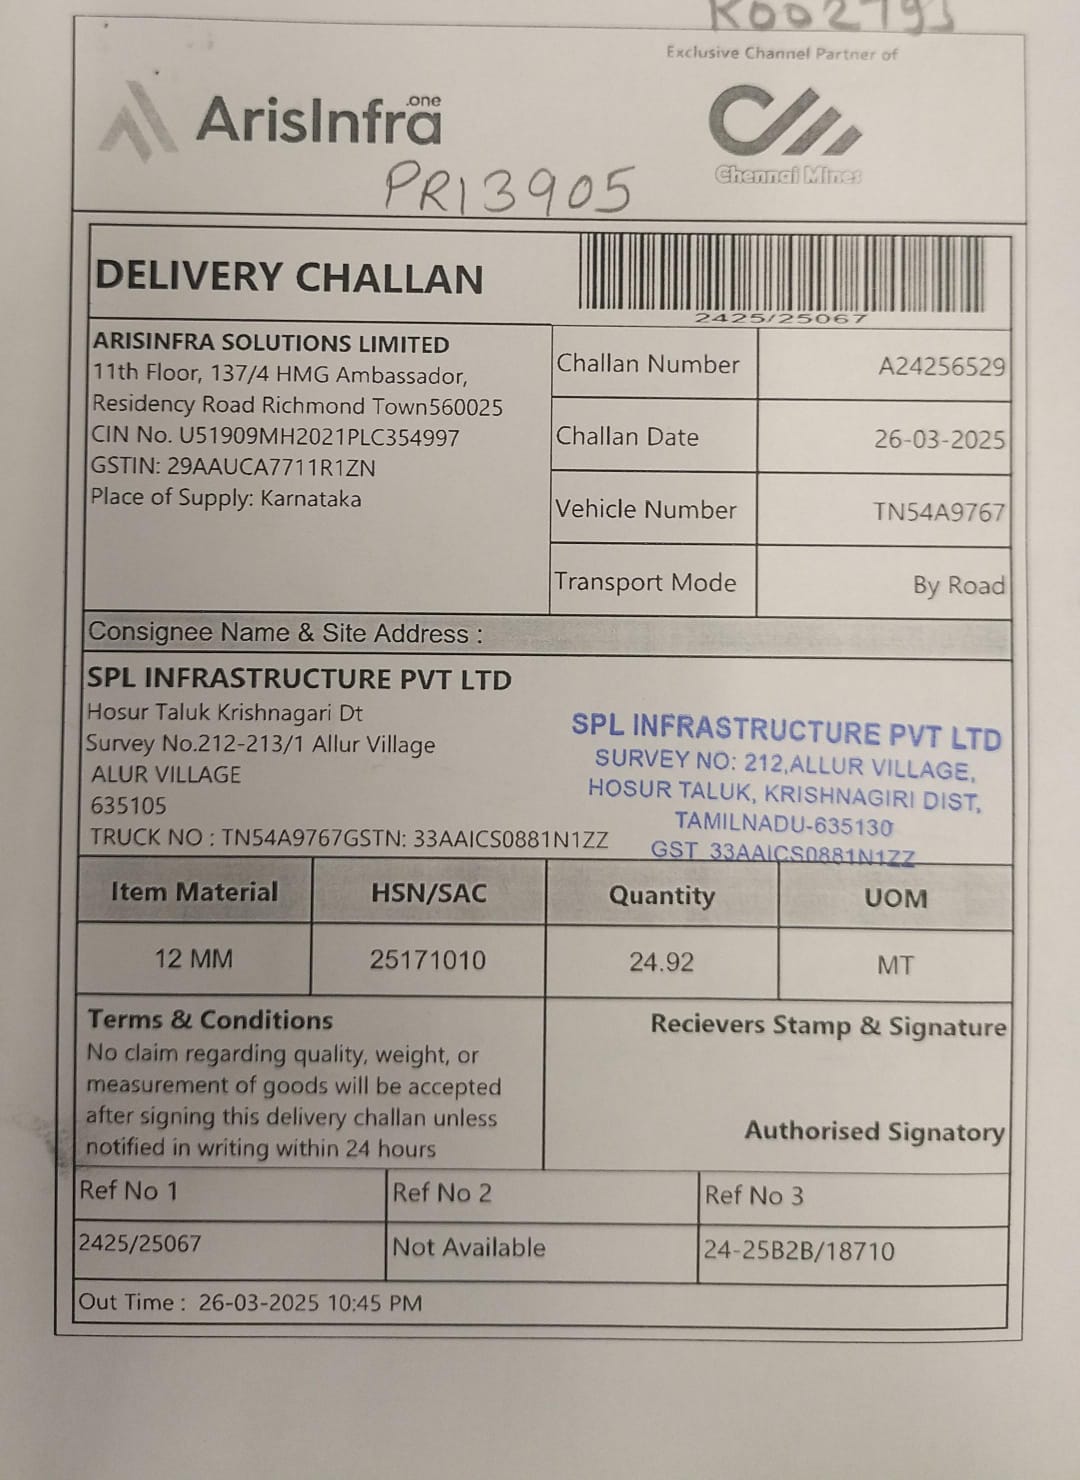 Exclusive Channel Partner of
ArisInfra.one
Chennai Mines
PR13905
DELIVERY CHALLAN
2425/25067
ARISINFRA SOLUTIONS LIMITED
11th Floor, 137/4 HMG Ambassador,
Residency Road Richmond Town560025
CIN No. U51909MH2021PLC354997
GSTIN: 29AAUCA7711R1ZN
Place of Supply: Karnataka
Challan Number A24256529
Challan Date 26-03-2025
Vehicle Number TN54A9767
Transport Mode By Road
Consignee Name & Site Address :
SPL INFRASTRUCTURE PVT LTD
Hosur Taluk Krishnagari Dt
Survey No.212-213/1 Allur Village
ALUR VILLAGE
635105
TRUCK NO : TN54A9767GSTN: 33AAICS0881N1ZZ
SPL INFRASTRUCTURE PVT LTD
SURVEY NO: 212,ALLUR VILLAGE,
HOSUR TALUK, KRISHNAGIRI DIST,
TAMILNADU-635130
GST 33AAICS0881N1ZZ
Item Material HSN/SAC Quantity UOM
12 MM 25171010 24.92 MT
Terms & Conditions
No claim regarding quality, weight, or
measurement of goods will be accepted
after signing this delivery challan unless
notified in writing within 24 hours
Recievers Stamp & Signature
Authorised Signatory
Ref No 1 Ref No 2 Ref No 3
2425/25067 Not Available 24-25B2B/18710
Out Time : 26-03-2025 10:45 PM